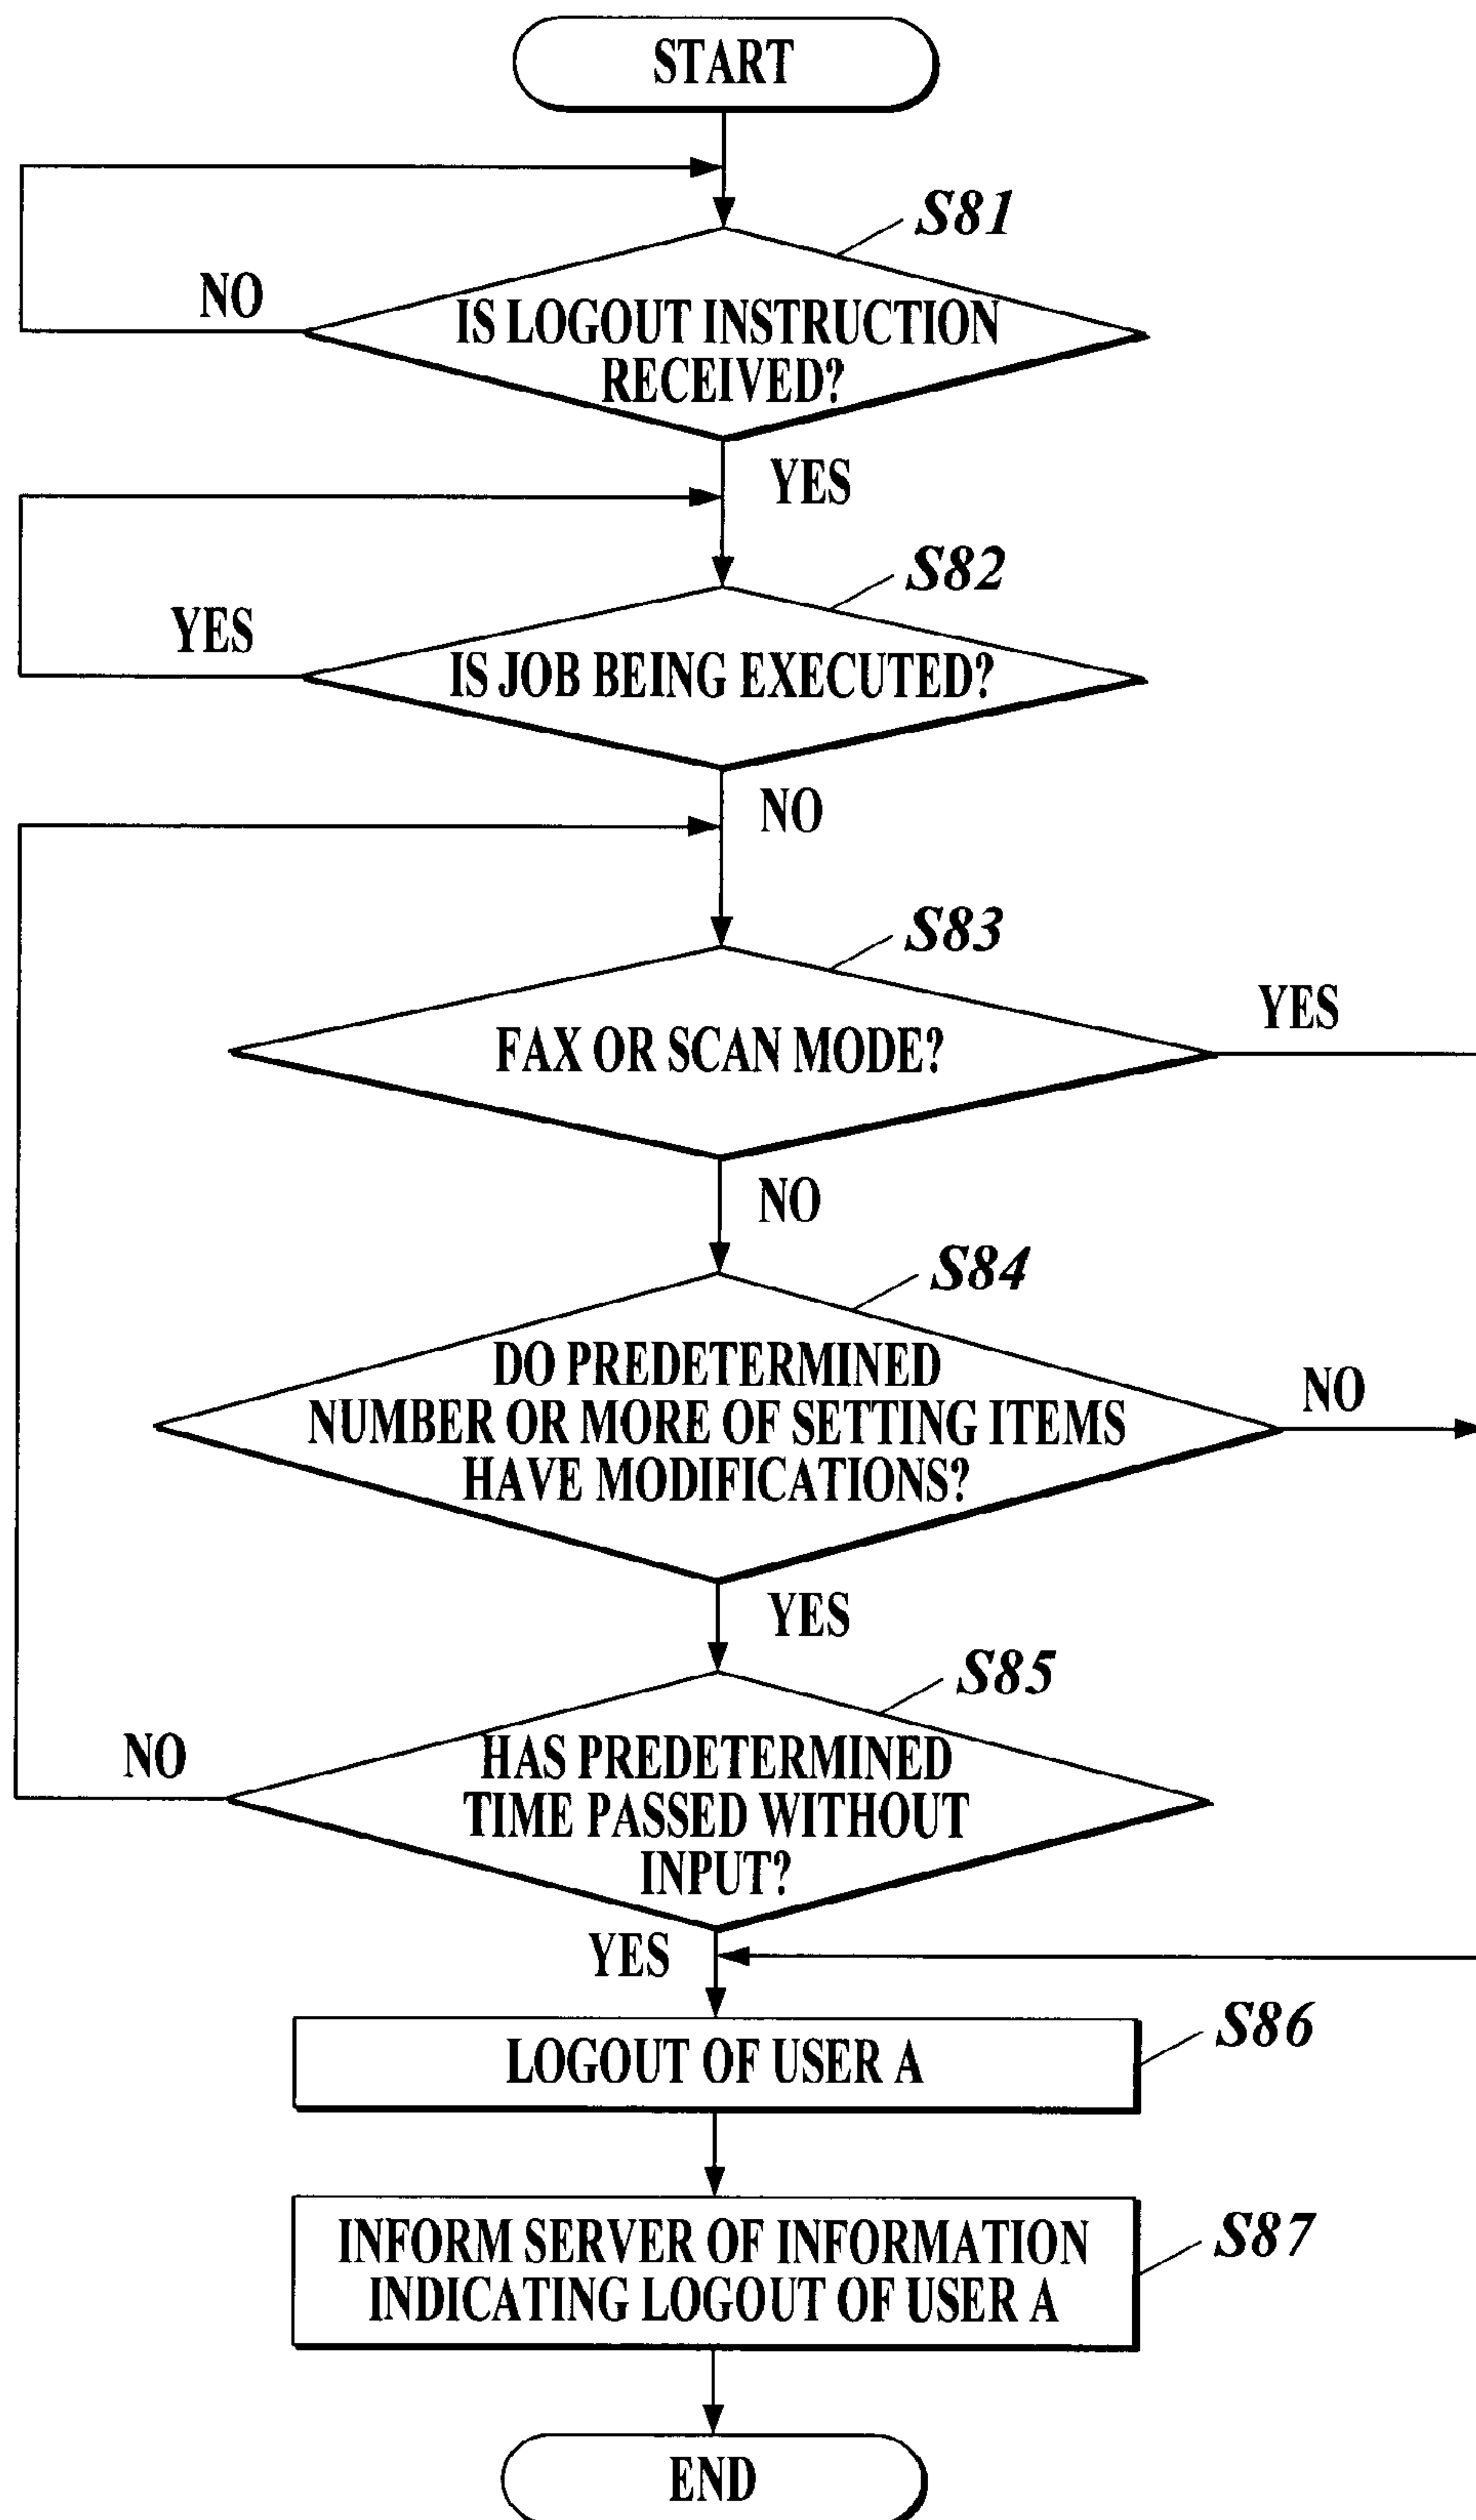 START
S81
NO
IS LOGOUT INSTRUCTION
RECEIVED?
YES
S82
YES
IS JOB BEING EXECUTED?
NO
S83
YES
FAX OR SCAN MODE?
NO
S84
DO PREDETERMINED
NUMBER OR MORE OF SETTING ITEMS
HAVE MODIFICATIONS?
NO
YES
S85
NO
HAS PREDETERMINED
TIME PASSED WITHOUT
INPUT?
YES
S86
LOGOUT OF USER A
S87
INFORM SERVER OF INFORMATION
INDICATING LOGOUT OF USER A
END